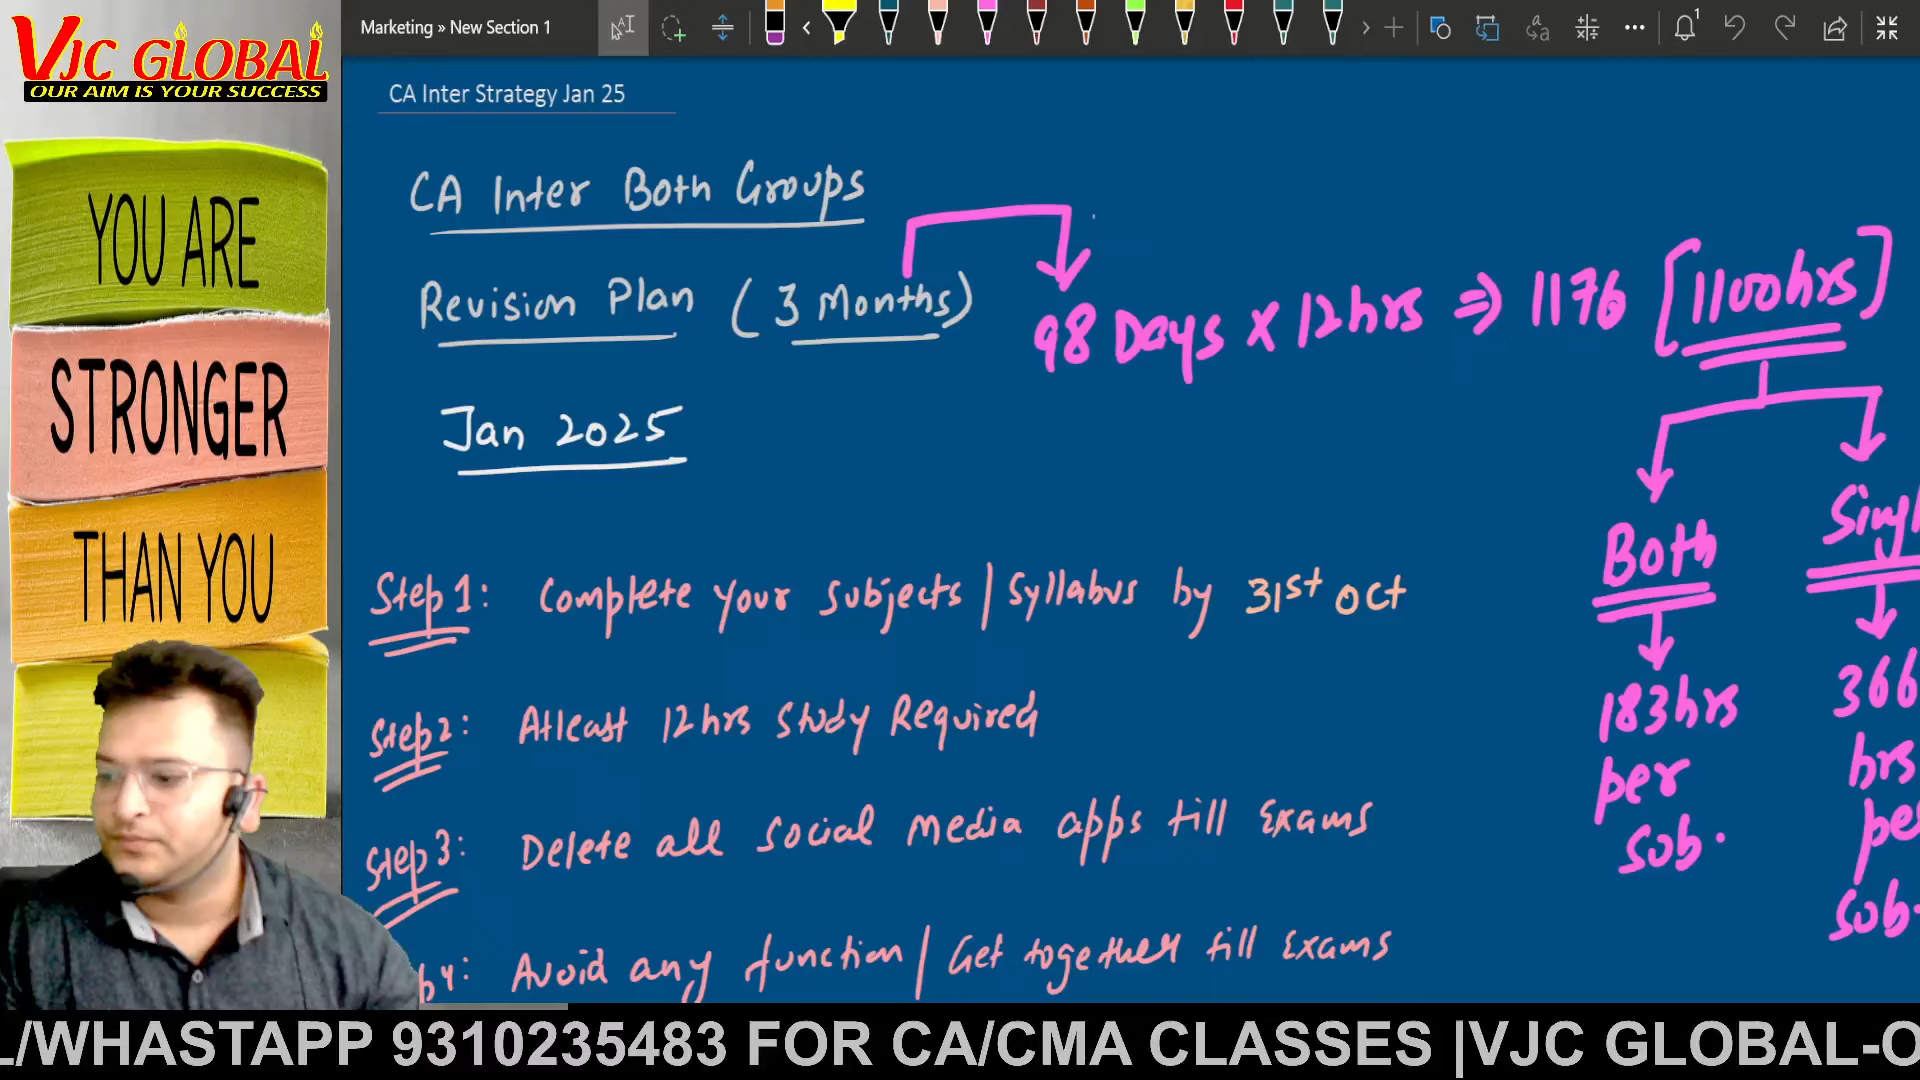 VJC GLOBAL
OUR AIM IS YOUR SUCCESS
YOU ARE
STRONGER
THAN YOU
Marketing » New Section 1
CA Inter Strategy Jan 25
CA Inter Both Groups
Revision Plan ( 3 Months)
98 Days x 12hrs ⇒ 1176 [1100hrs]
Jan 2025
Both
183hrs
per
sub.
366
hrs
sub.
Step 1: Complete your subjects / syllabus by 31st Oct
Step 2: Atleast 12hrs study Required
Step 3: Delete all social media apps till Exams
4: Avoid any function / Get together till Exams
L/WHASTAPP 9310235483 FOR CA/CMA CLASSES |VJC GLOBAL-O